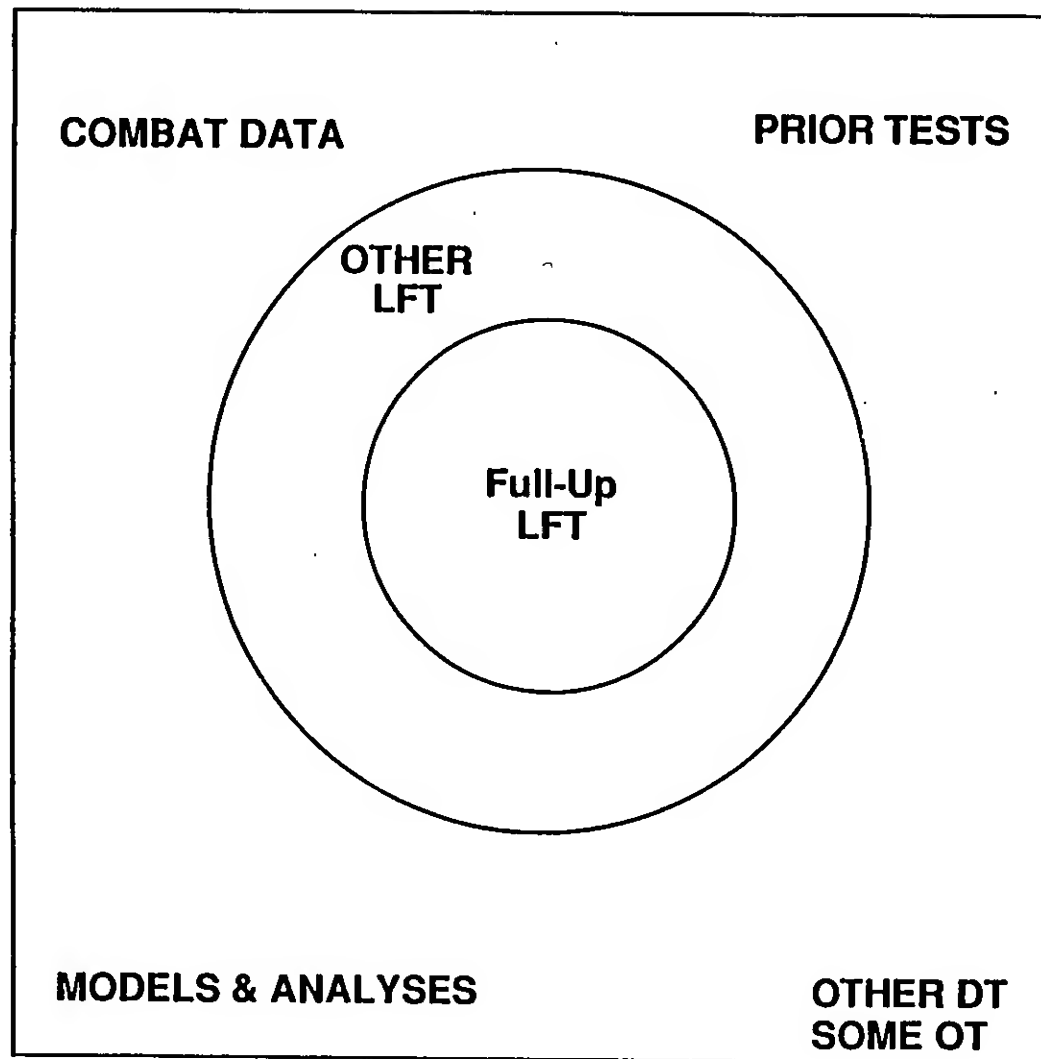 COMBAT DATA
PRIOR TESTS
OTHER
LFT
Full-Up
LFT
MODELS & ANALYSES
OTHER DT
SOME OT